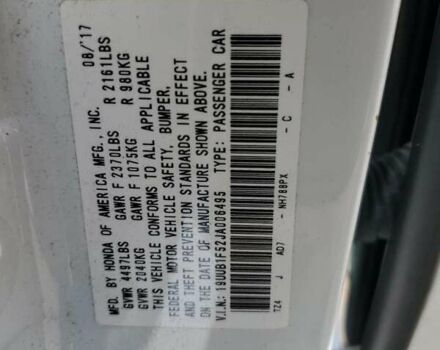 MFD. BY HONDA OF AMERICA MFG., INC. 08/'17
GVWR 4497LBS GAWR F 2370LBS R 2161LBS
GVWR 2040KG GAWR F 1075KG R 980KG
THIS VEHICLE CONFORMS TO ALL APPLICABLE
FEDERAL MOTOR VEHICLE SAFETY, BUMPER,
AND THEFT PREVENTION STANDARDS IN EFFECT
ON THE DATE OF MANUFACTURE SHOWN ABOVE.
V.I.N.: 19UUB1F52JA006495 TYPE: PASSENGER CAR
TZ4 J AD7 - NH788PX - C - A